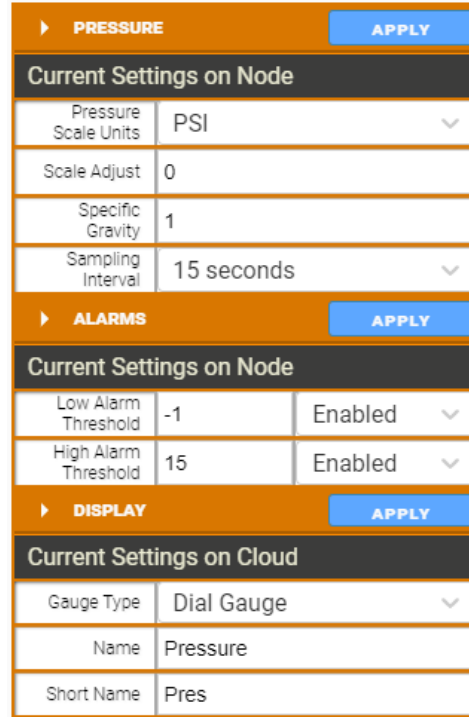 PRESSURE APPLY
Current Settings on Node
Pressure
Scale Units PSI
Scale Adjust 0
Specific
Gravity 1
Sampling
Interval 15 seconds
ALARMS APPLY
Current Settings on Node
Low Alarm
Threshold -1 Enabled
High Alarm
Threshold 15 Enabled
DISPLAY APPLY
Current Settings on Cloud
Gauge Type Dial Gauge
Name Pressure
Short Name Pres